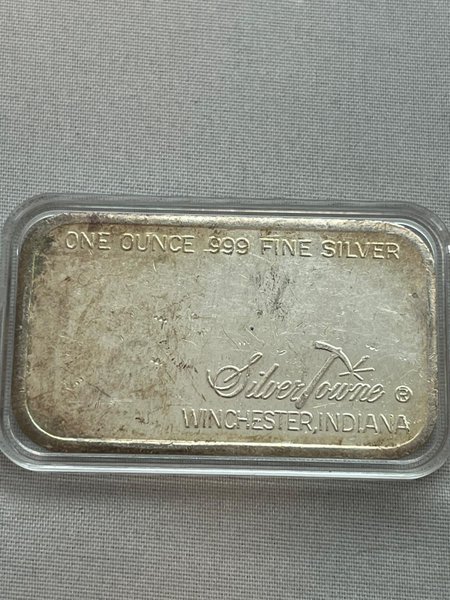 ONE OUNCE .999 FINE SILVER
SilverTowne ®
WINCHESTER, INDIANA